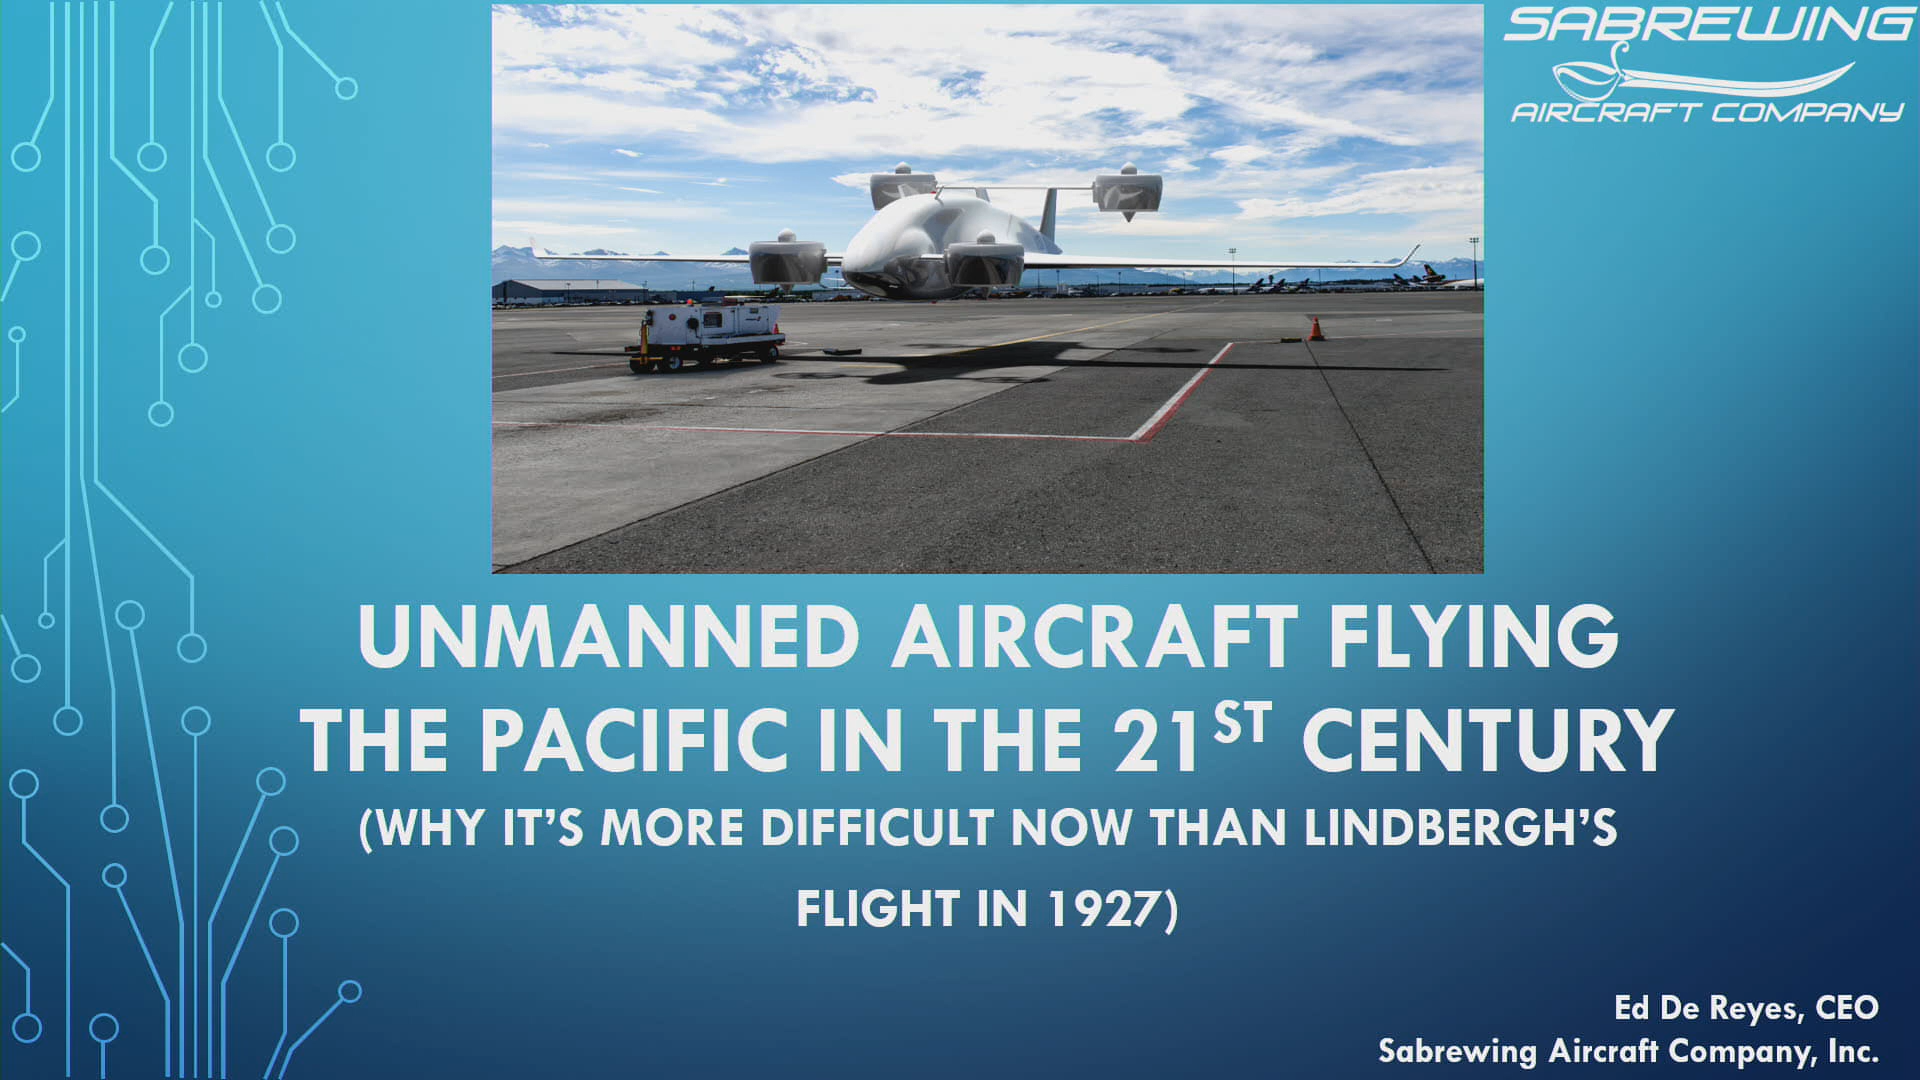 SABREWING
AIRCRAFT COMPANY
UNMANNED AIRCRAFT FLYING
THE PACIFIC IN THE 21ST CENTURY
(WHY IT'S MORE DIFFICULT NOW THAN LINDBERGH'S
FLIGHT IN 1927)
Ed De Reyes, CEO
Sabrewing Aircraft Company, Inc.